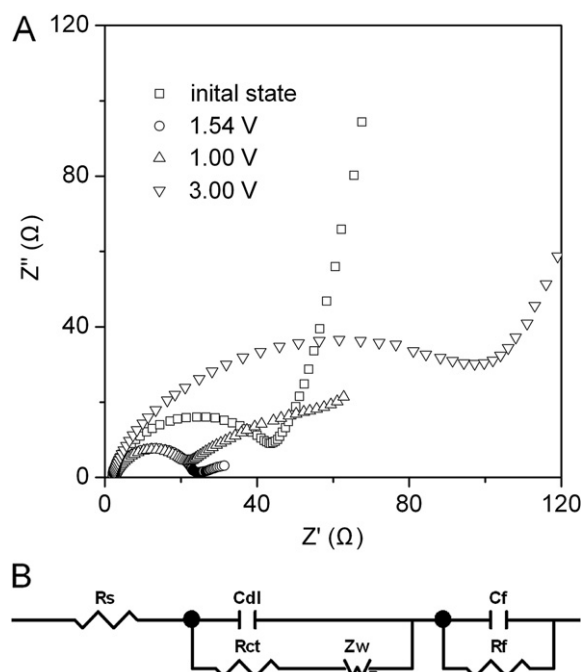 A
120
80
40
0
Z'' (Ω)
inital state
1.54 V
1.00 V
3.00 V
0 40 80 120
Z' (Ω)
B
Rs Cdl Cf
Rct Zw Rf